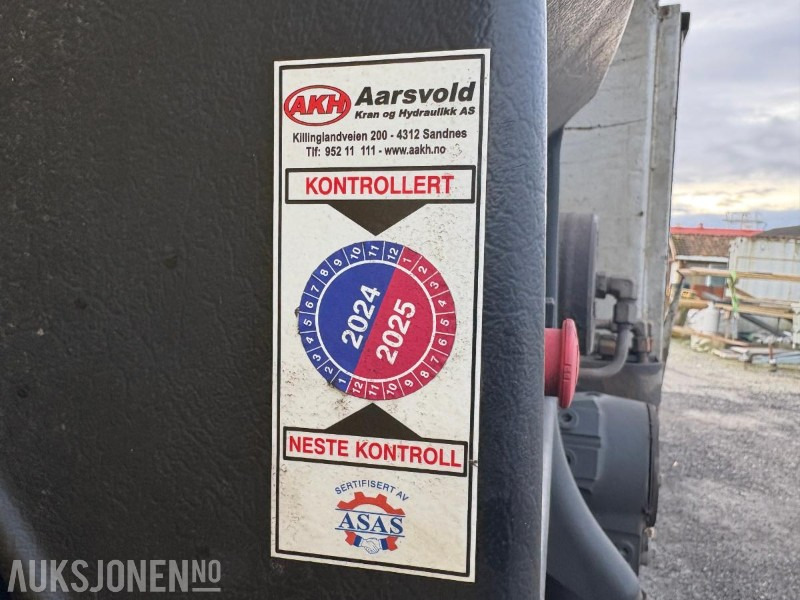 AKH Aarsvold
Kran og Hydraulikk AS
Killinglandveien 200 - 4312 Sandnes
Tlf: 952 11 111 - www.aakh.no
KONTROLLERT
1 2 3 4 5 6 7 8 9 10 11 12
2024
2025
1 2 3 4 5 6 7 8 9 10 11 12
NESTE KONTROLL
SERTIFISERT AV
ASAS
AUKSJONEN.NO